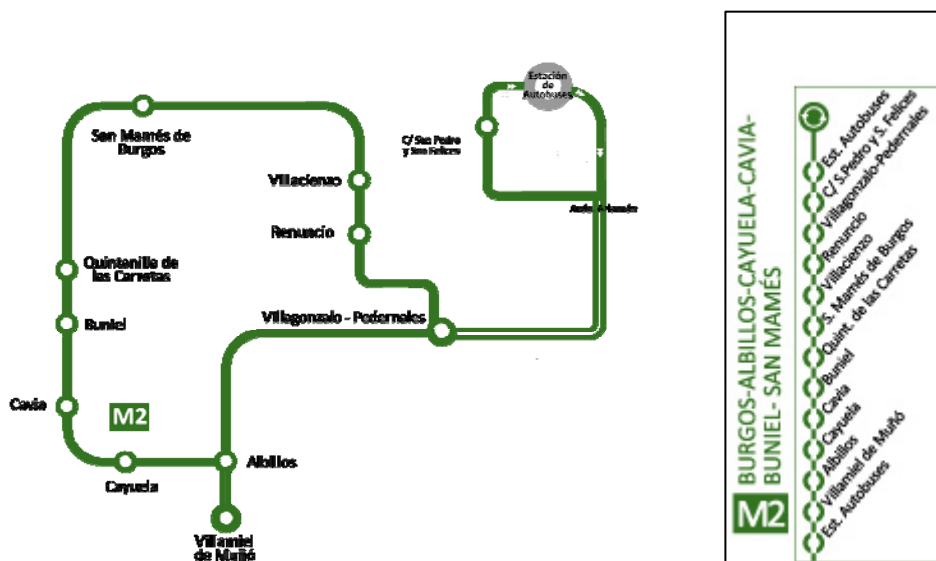 Estación
de
Autobuses
San Mamés de
Burgos
C/ San Pedro
y San Felices
Villacienzo
Renuncio
Quintanilla de
las Carretas
Villagonzalo - Pedernales
Buniel
Cavia
M2
Albillos
Cayuela
Villamiel
de Muñó
BURGOS-ALBILLOS-CAYUELA-CAVIA-
BUNIEL- SAN MAMÉS
M2
Est. Autobuses
C/ S.Pedro y S. Felices
Villagonzalo-Pedernales
Renuncio
Villacienzo
S. Mamés de Burgos
Quint. de las Carretas
Buniel
Cavia
Cayuela
Albillos
Villamiel de Muñó
Est. Autobuses